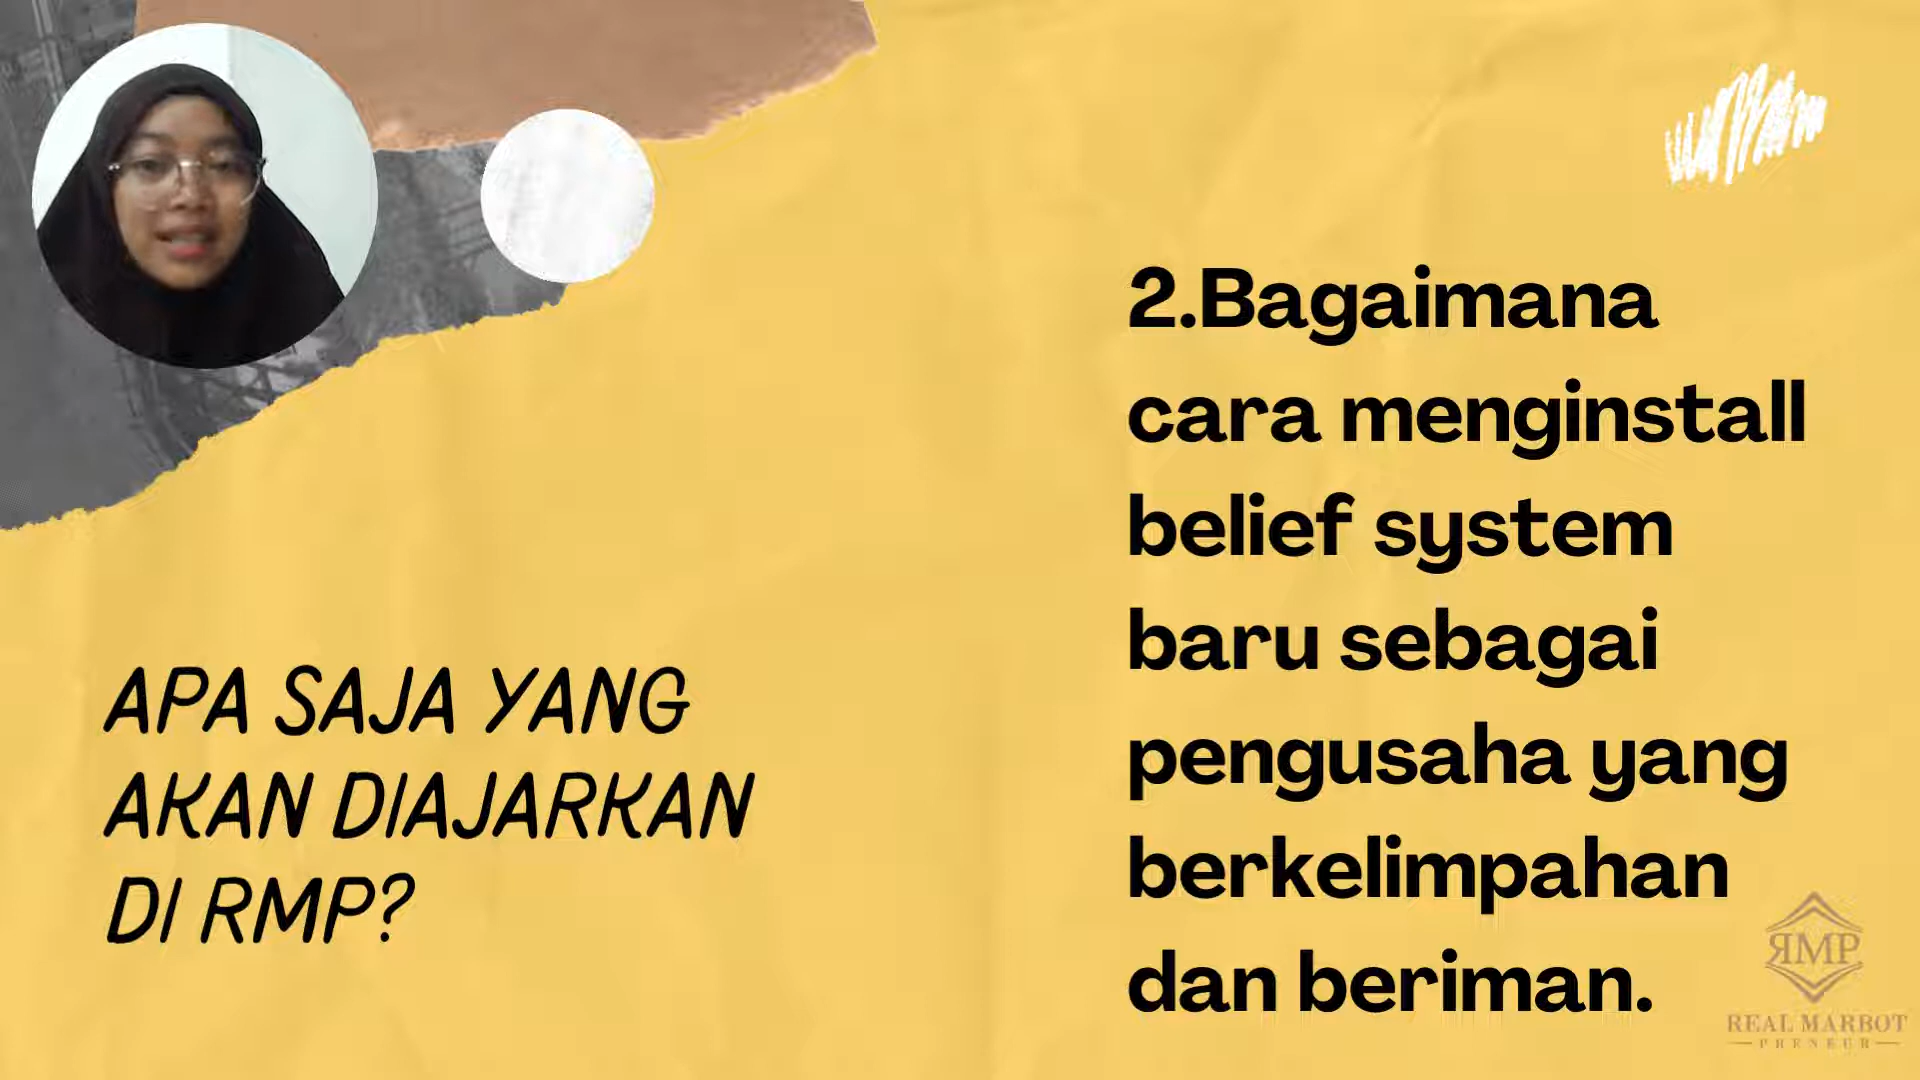 APA SAJA YANG
AKAN DIAJARKAN
DI RMP?
2.Bagaimana
cara menginstall
belief system
baru sebagai
pengusaha yang
berkelimpahan
dan beriman.
RMP
REAL MARBOT
PRENEUR